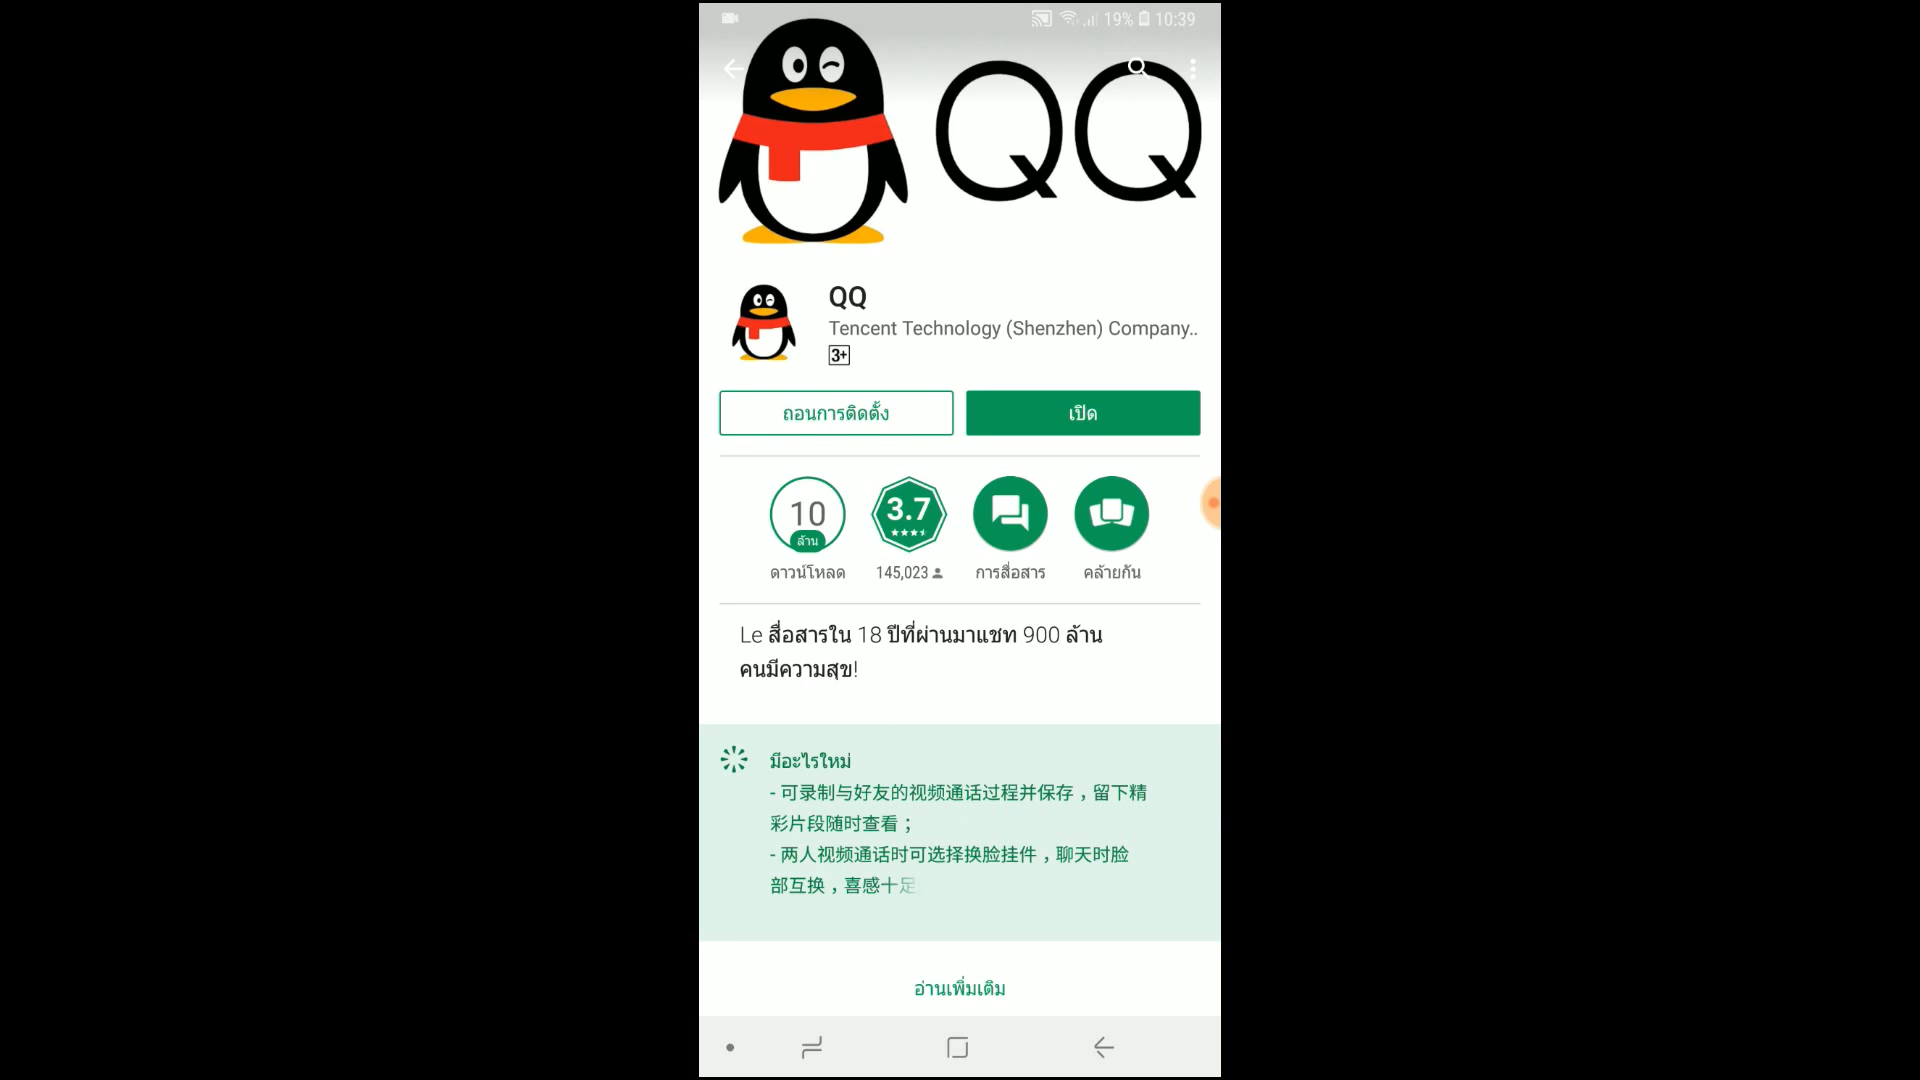 19% 10:39
QQ
QQ
Tencent Technology (Shenzhen) Company..
3+
ถอนการติดตั้ง
เปิด
10
ล้าน
3.7
ดาวน์โหลด
145,023
การสื่อสาร
คล้ายกัน
Le สื่อสารใน 18 ปีที่ผ่านมาแชท 900 ล้าน
คนมีความสุข!
มีอะไรใหม่
- 可录制与好友的视频通话过程并保存，留下精
彩片段随时查看；
- 两人视频通话时可选择换脸挂件，聊天时脸
部互换，喜感十足
อ่านเพิ่มเติม